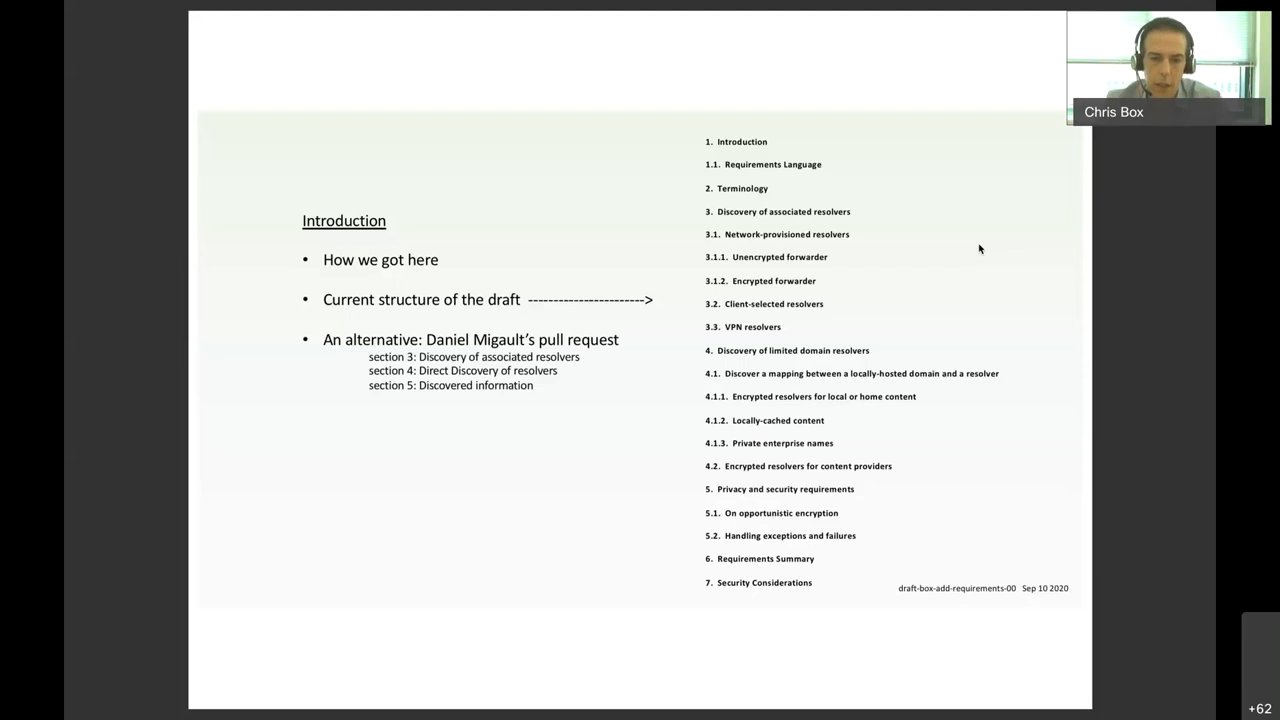 Chris Box
Introduction
• How we got here
• Current structure of the draft ----------------------->
• An alternative: Daniel Migault’s pull request
section 3: Discovery of associated resolvers
section 4: Direct Discovery of resolvers
section 5: Discovered information
1. Introduction
1.1. Requirements Language
2. Terminology
3. Discovery of associated resolvers
3.1. Network-provisioned resolvers
3.1.1. Unencrypted forwarder
3.1.2. Encrypted forwarder
3.2. Client-selected resolvers
3.3. VPN resolvers
4. Discovery of limited domain resolvers
4.1. Discover a mapping between a locally-hosted domain and a resolver
4.1.1. Encrypted resolvers for local or home content
4.1.2. Locally-cached content
4.1.3. Private enterprise names
4.2. Encrypted resolvers for content providers
5. Privacy and security requirements
5.1. On opportunistic encryption
5.2. Handling exceptions and failures
6. Requirements Summary
7. Security Considerations
draft-box-add-requirements-00 Sep 10 2020
+62